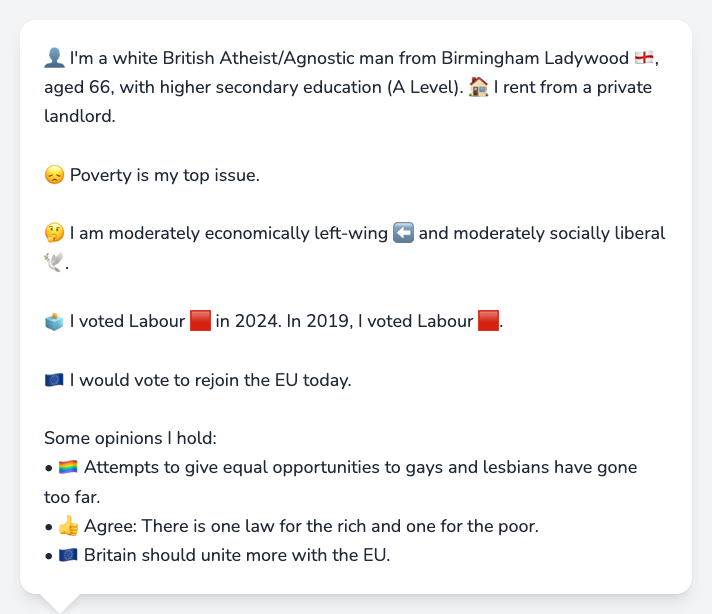 👤 I'm a white British Atheist/Agnostic man from Birmingham Ladywood 🏴󠁧󠁢󠁥󠁮󠁧󠁿,
aged 66, with higher secondary education (A Level). 🏠 I rent from a private
landlord.
😞 Poverty is my top issue.
🤔 I am moderately economically left-wing ⬅️ and moderately socially liberal
🕊️.
🗳️ I voted Labour 🟥 in 2024. In 2019, I voted Labour 🟥.
🇪🇺 I would vote to rejoin the EU today.
Some opinions I hold:
• 🏳️‍🌈 Attempts to give equal opportunities to gays and lesbians have gone
too far.
• 👍 Agree: There is one law for the rich and one for the poor.
• 🇪🇺 Britain should unite more with the EU.